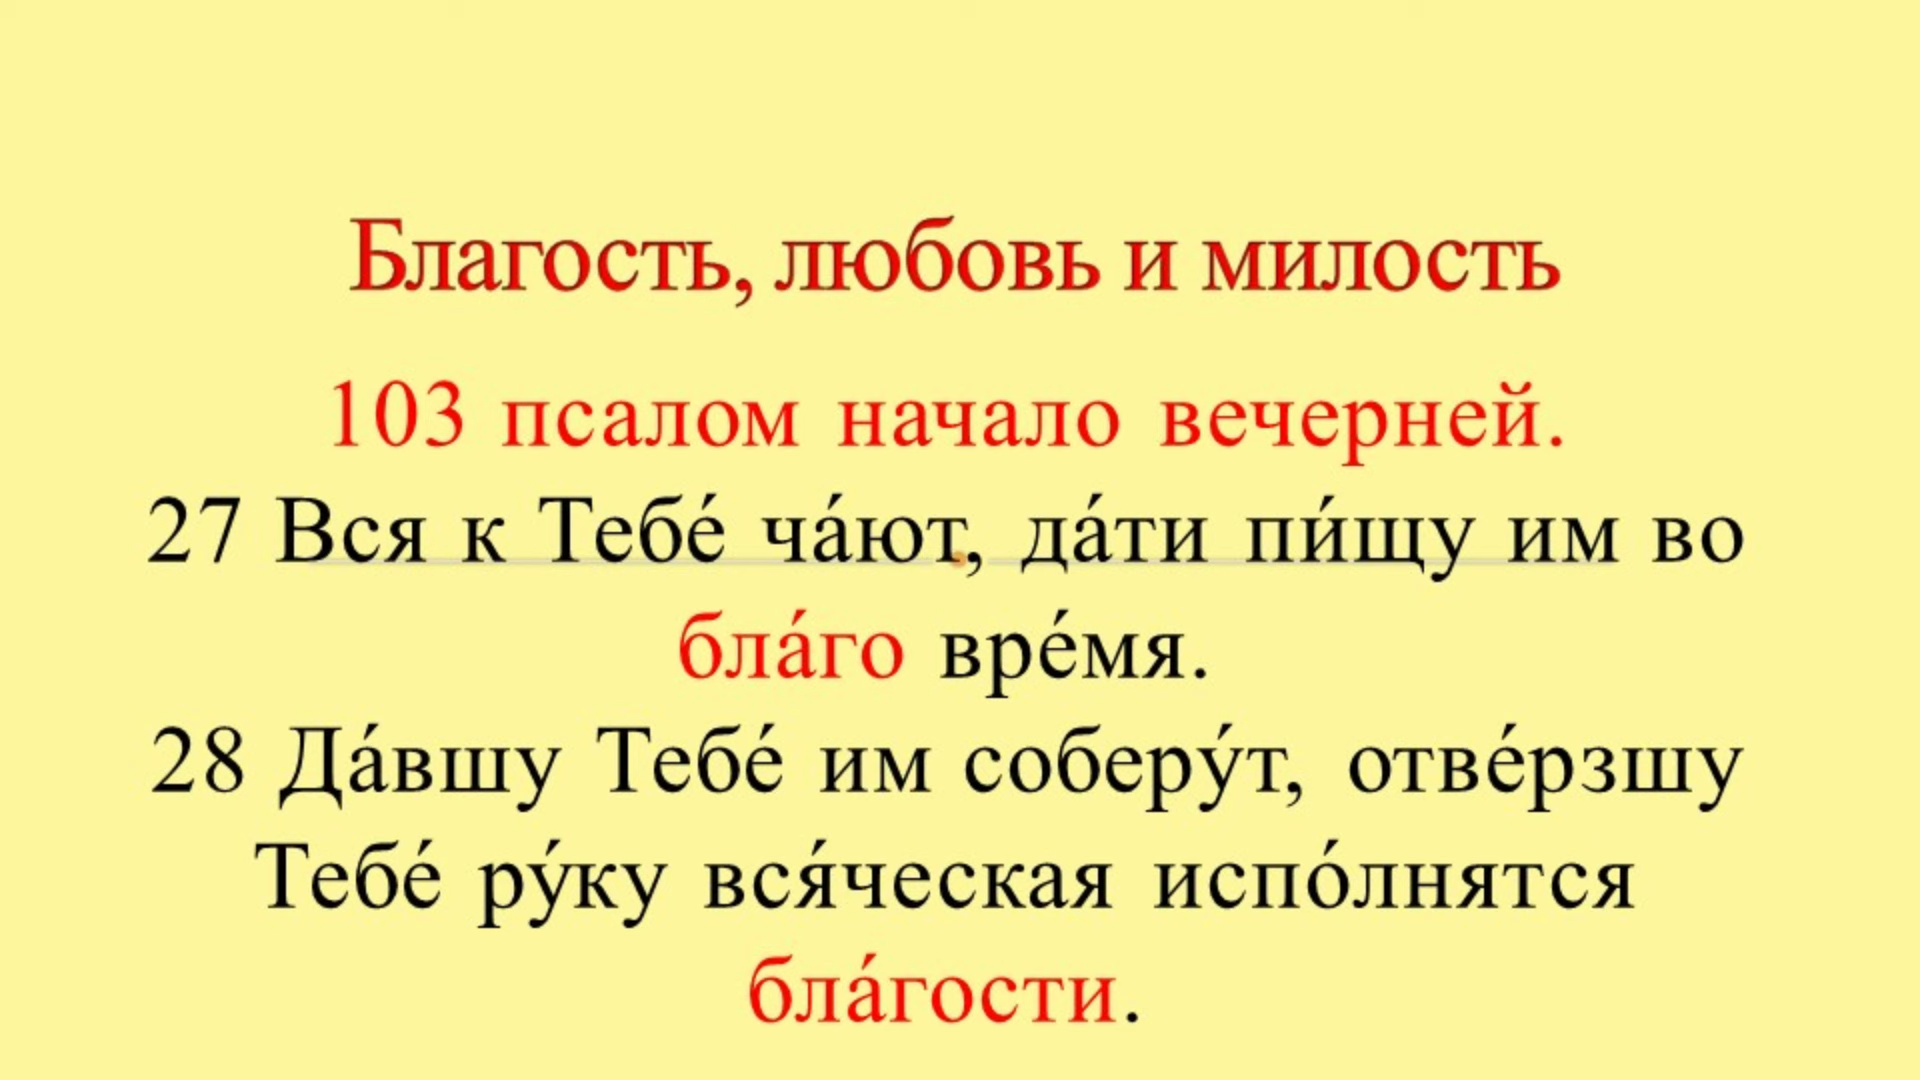 Благость, любовь и милость
103 псалом начало вечерней.
27 Вся к Тебе́ ча́ют, да́ти пи́щу им во
бла́го вре́мя.
28 Да́вшу Тебе́ им соберу́т, отве́рзшу
Тебе́ ру́ку вся́ческая испо́лнятся
бла́гости.